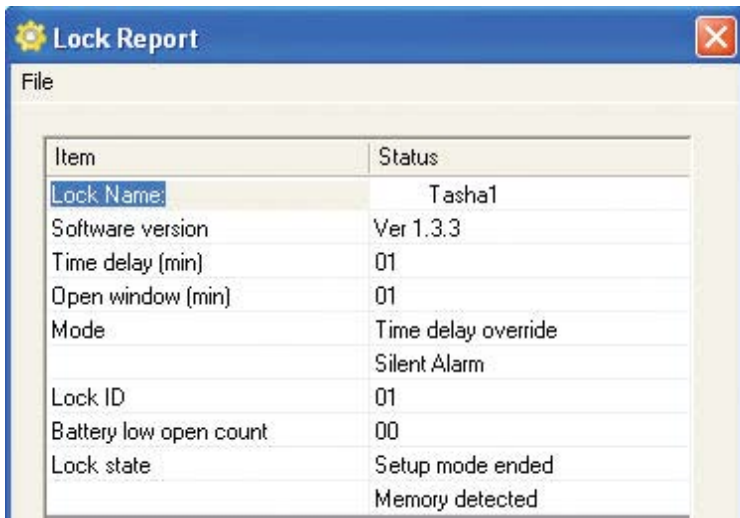 Lock Report
File
Item Status
Lock Name: Tasha1
Software version Ver 1.3.3
Time delay (min) 01
Open window (min) 01
Mode Time delay override
Silent Alarm
Lock ID 01
Battery low open count 00
Lock state Setup mode ended
Memory detected